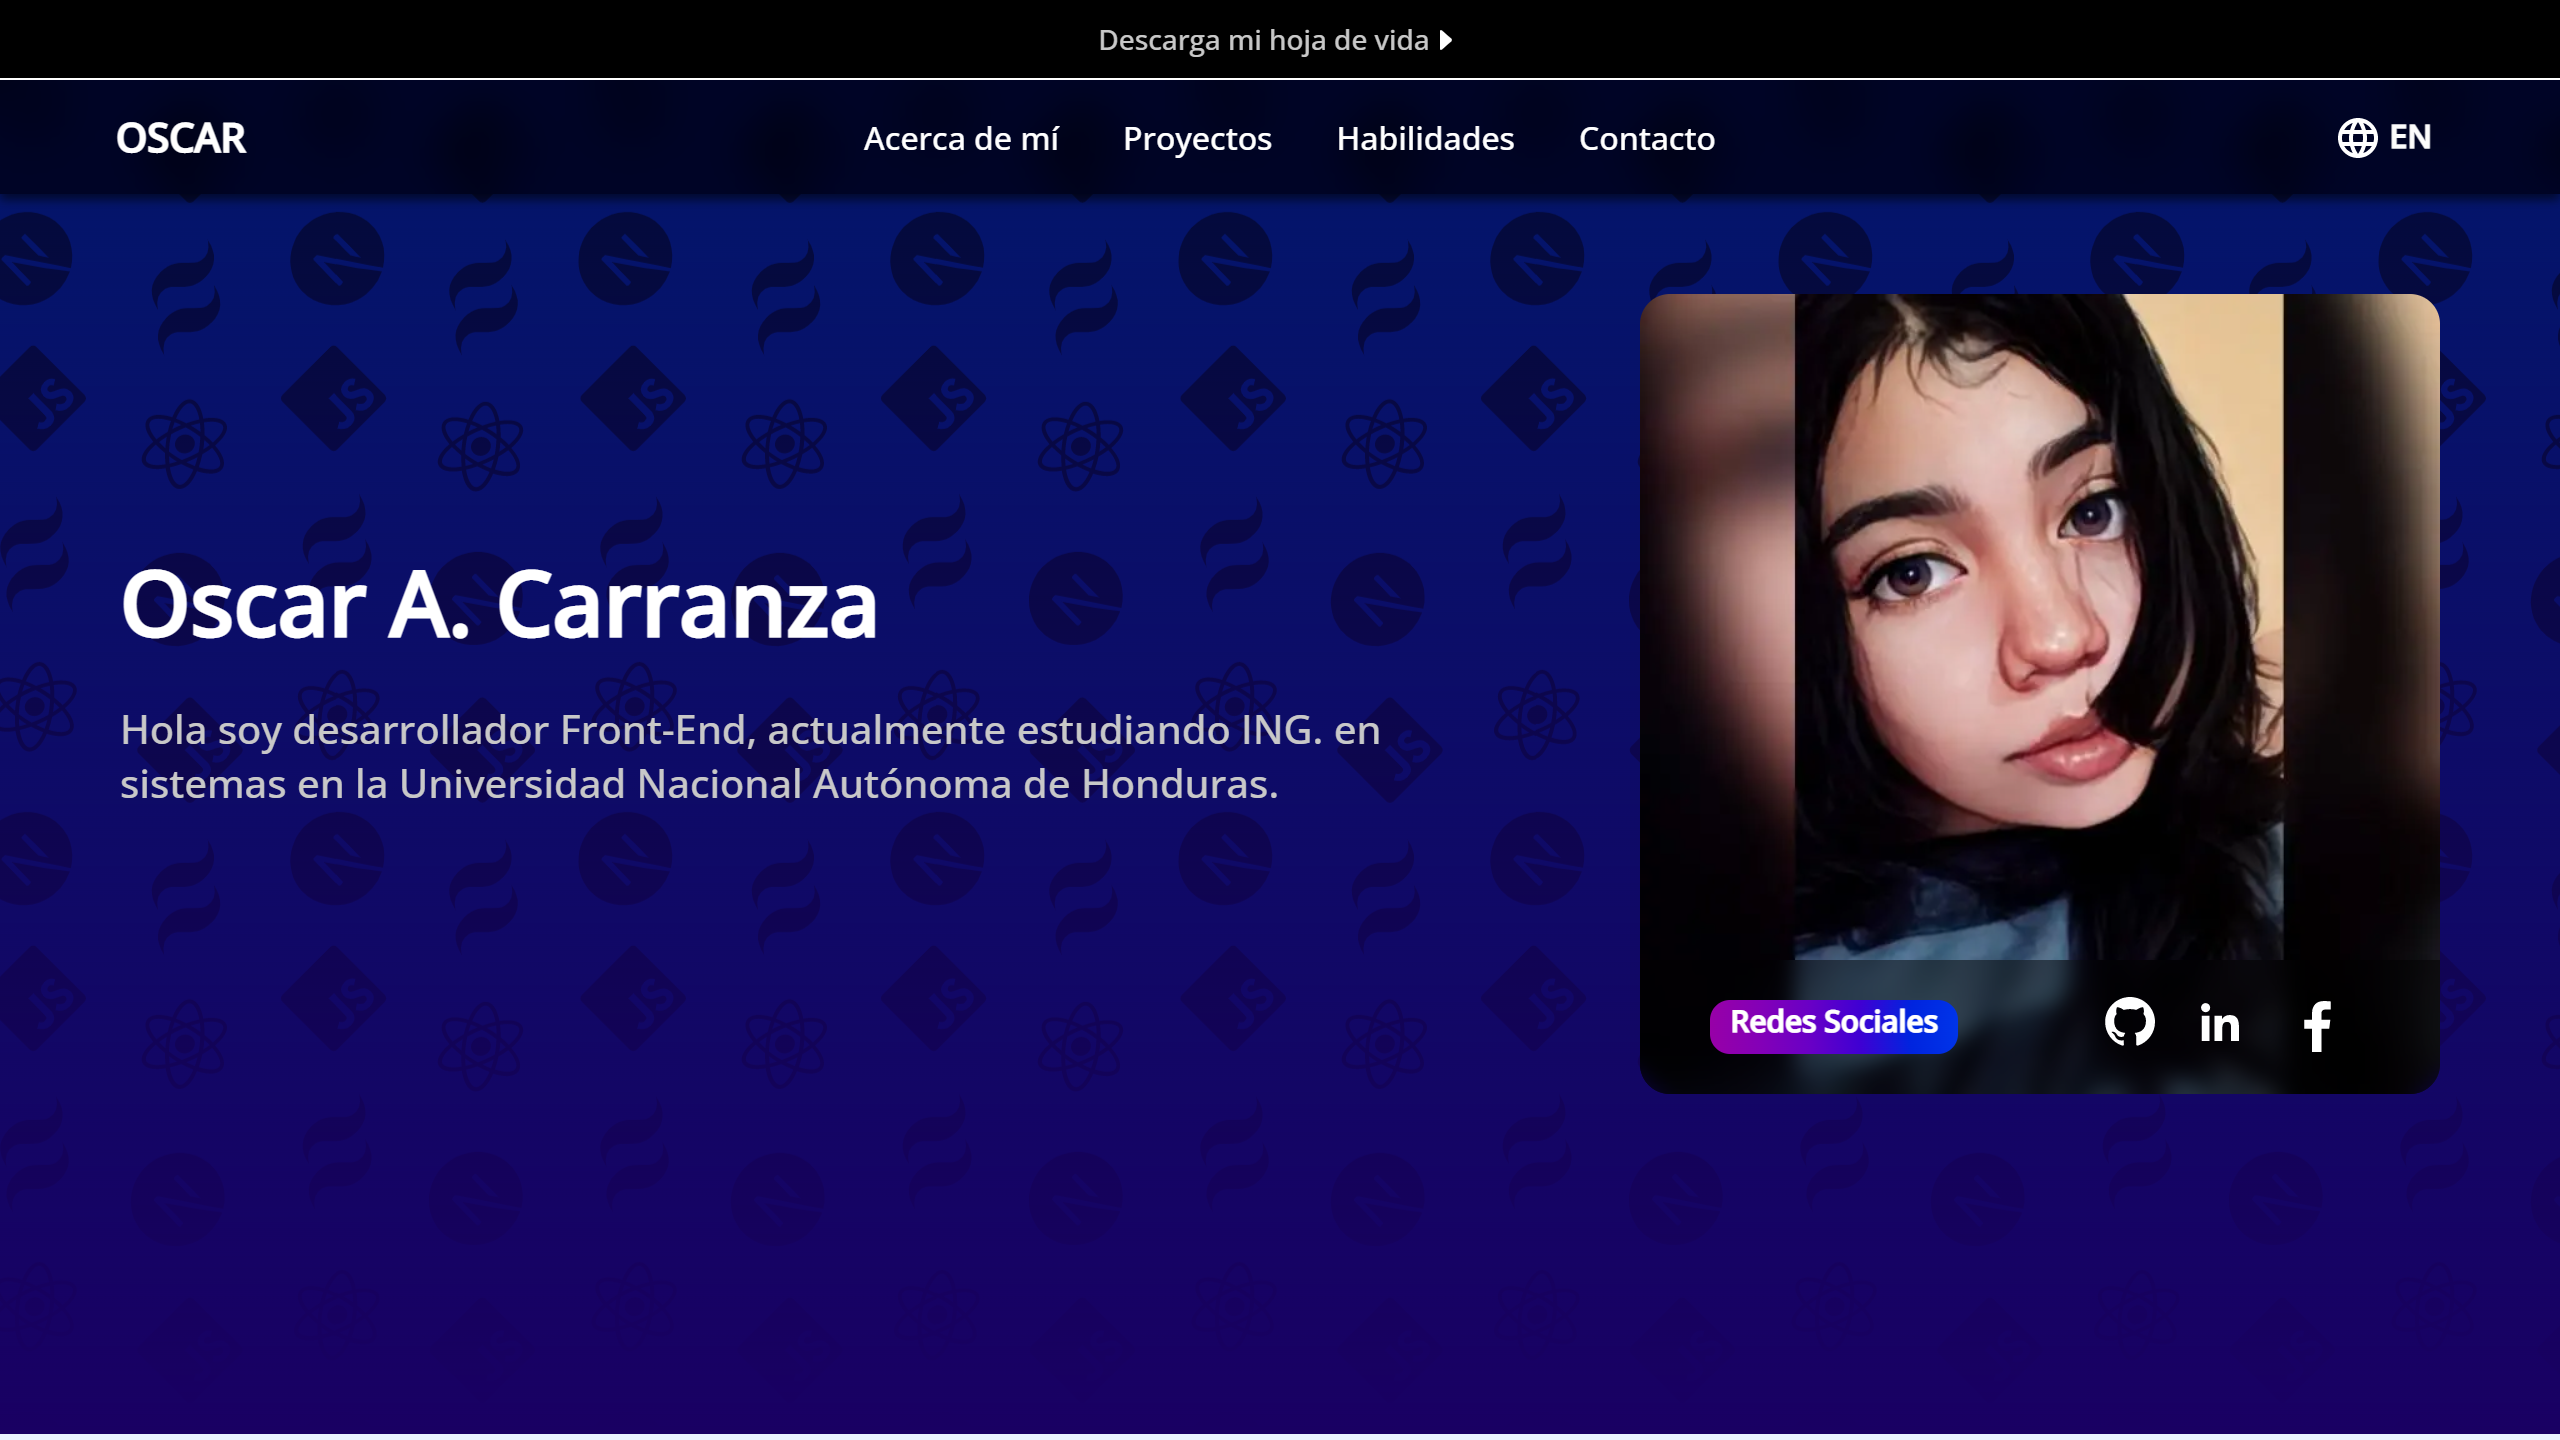 Descarga mi hoja de vida
OSCAR
Acerca de mí
Proyectos
Habilidades
Contacto
EN
Oscar A. Carranza
Hola soy desarrollador Front-End, actualmente estudiando ING. en
sistemas en la Universidad Nacional Autónoma de Honduras.
Redes Sociales